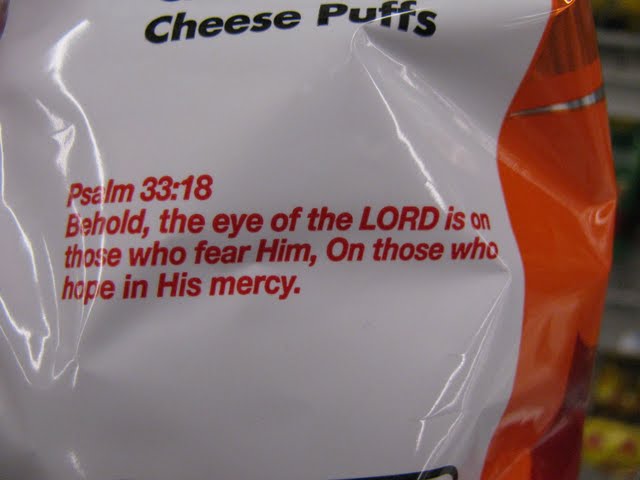 Cheese Puffs
Psalm 33:18
Behold, the eye of the LORD is on
those who fear Him, On those who
hope in His mercy.